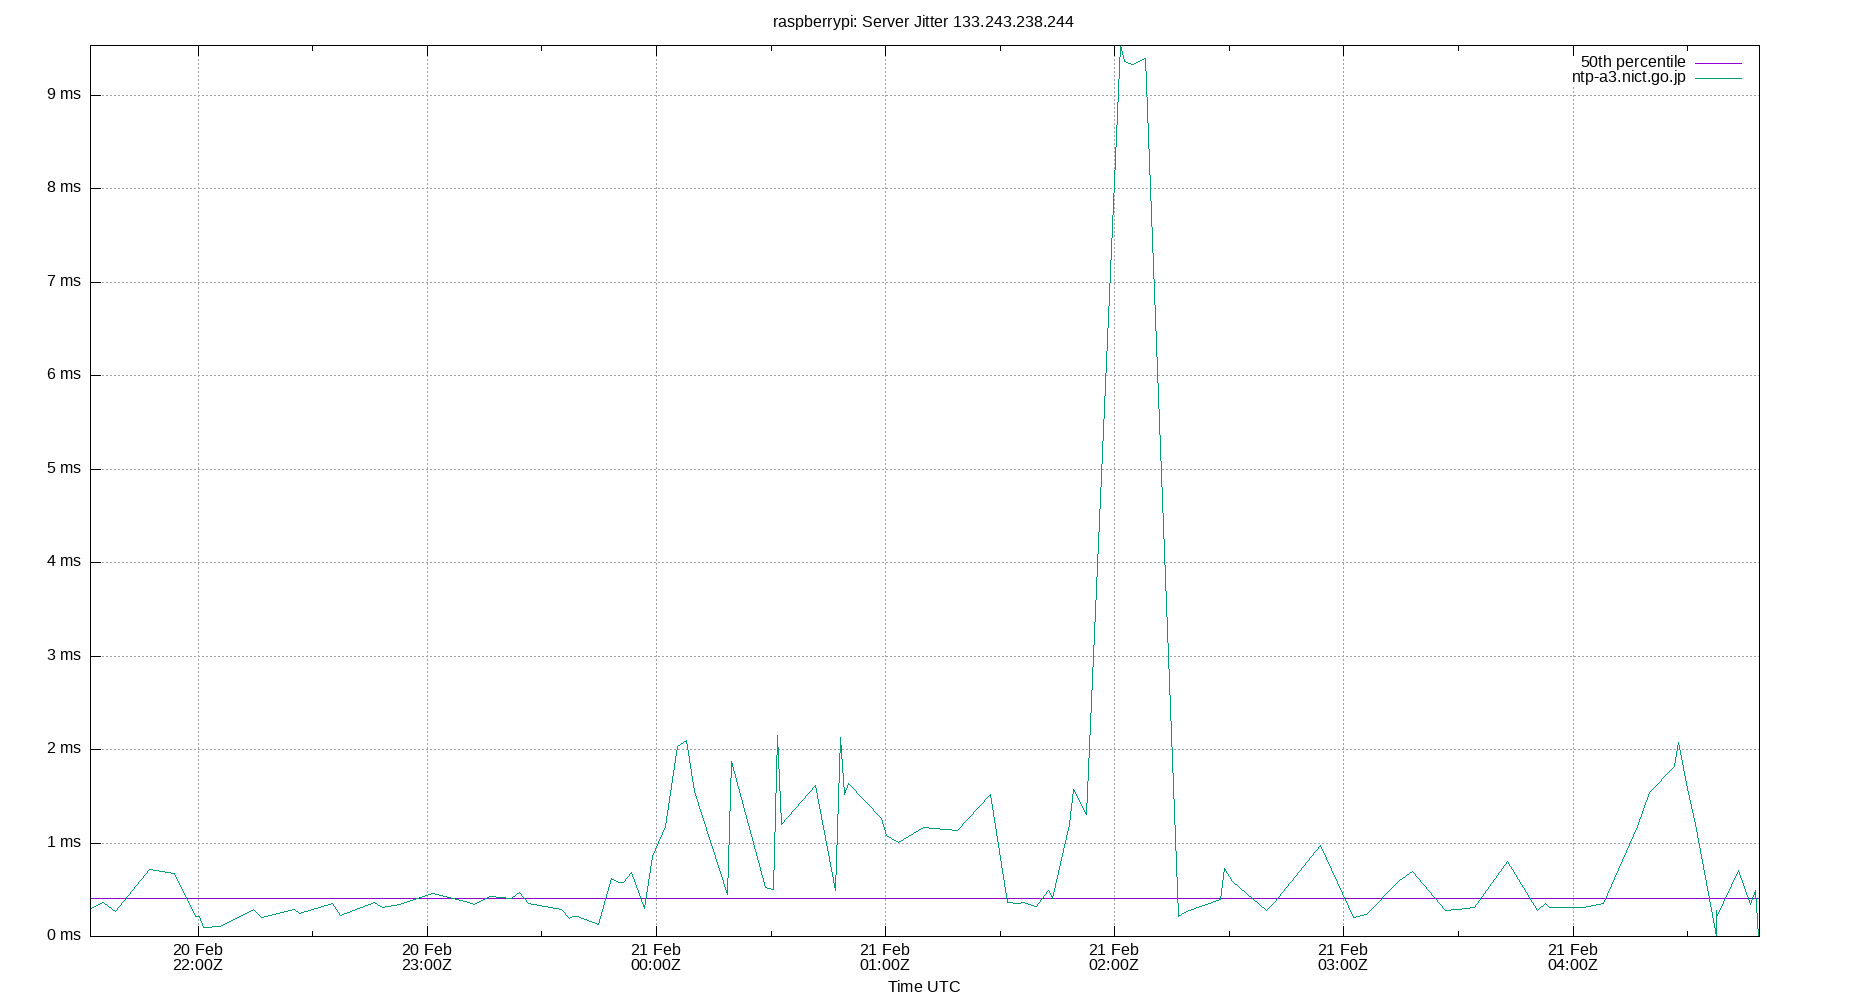 raspberrypi: Server Jitter 133.243.238.244
50th percentile
ntp-a3.nict.go.jp
9 ms
8 ms
7 ms
6 ms
5 ms
4 ms
3 ms
2 ms
1 ms
0 ms
20 Feb 20 Feb 21 Feb 21 Feb 21 Feb 21 Feb 21 Feb
22:00Z 23:00Z 00:00Z 01:00Z 02:00Z 03:00Z 04:00Z
Time UTC